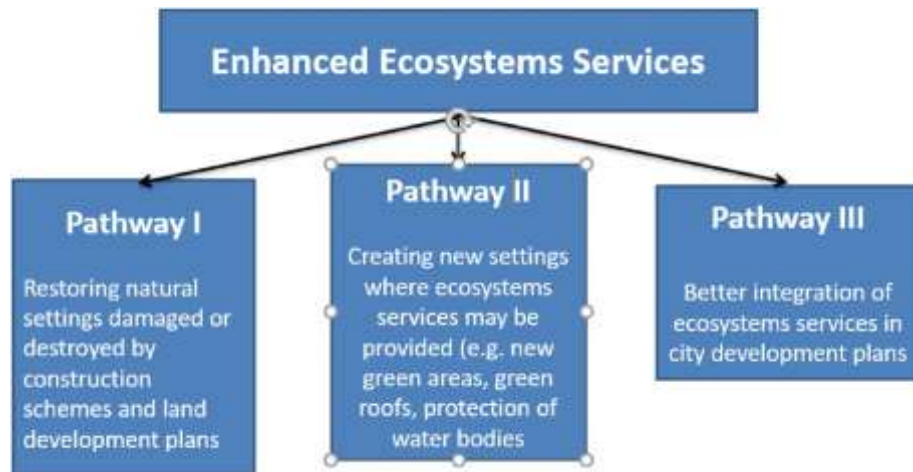 Enhanced Ecosystems Services
Pathway I
Restoring natural
settings damaged or
destroyed by
construction
schemes and land
development plans
Pathway II
Creating new settings
where ecosystems
services may be
provided (e.g. new
green areas, green
roofs, protection of
water bodies
Pathway III
Better integration of
ecosystems services in
city development plans